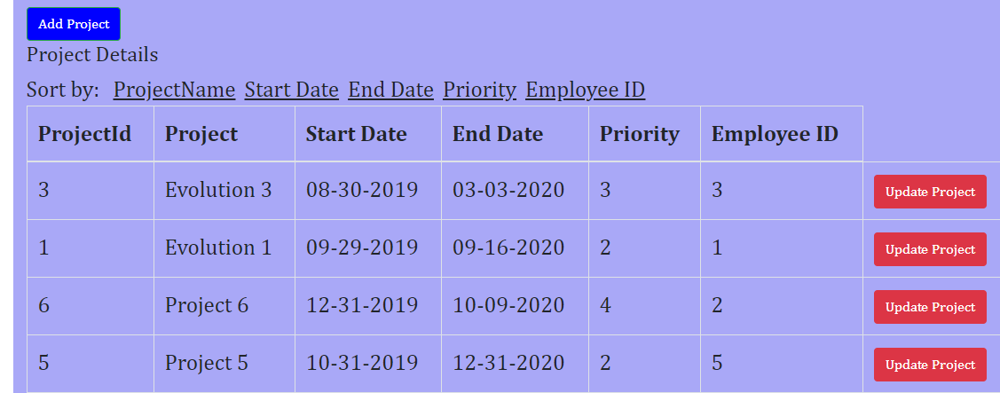 Add Project
Project Details
Sort by: ProjectName Start Date End Date Priority Employee ID
ProjectId Project Start Date End Date Priority Employee ID
3 Evolution 3 08-30-2019 03-03-2020 3 3 Update Project
1 Evolution 1 09-29-2019 09-16-2020 2 1 Update Project
6 Project 6 12-31-2019 10-09-2020 4 2 Update Project
5 Project 5 10-31-2019 12-31-2020 2 5 Update Project